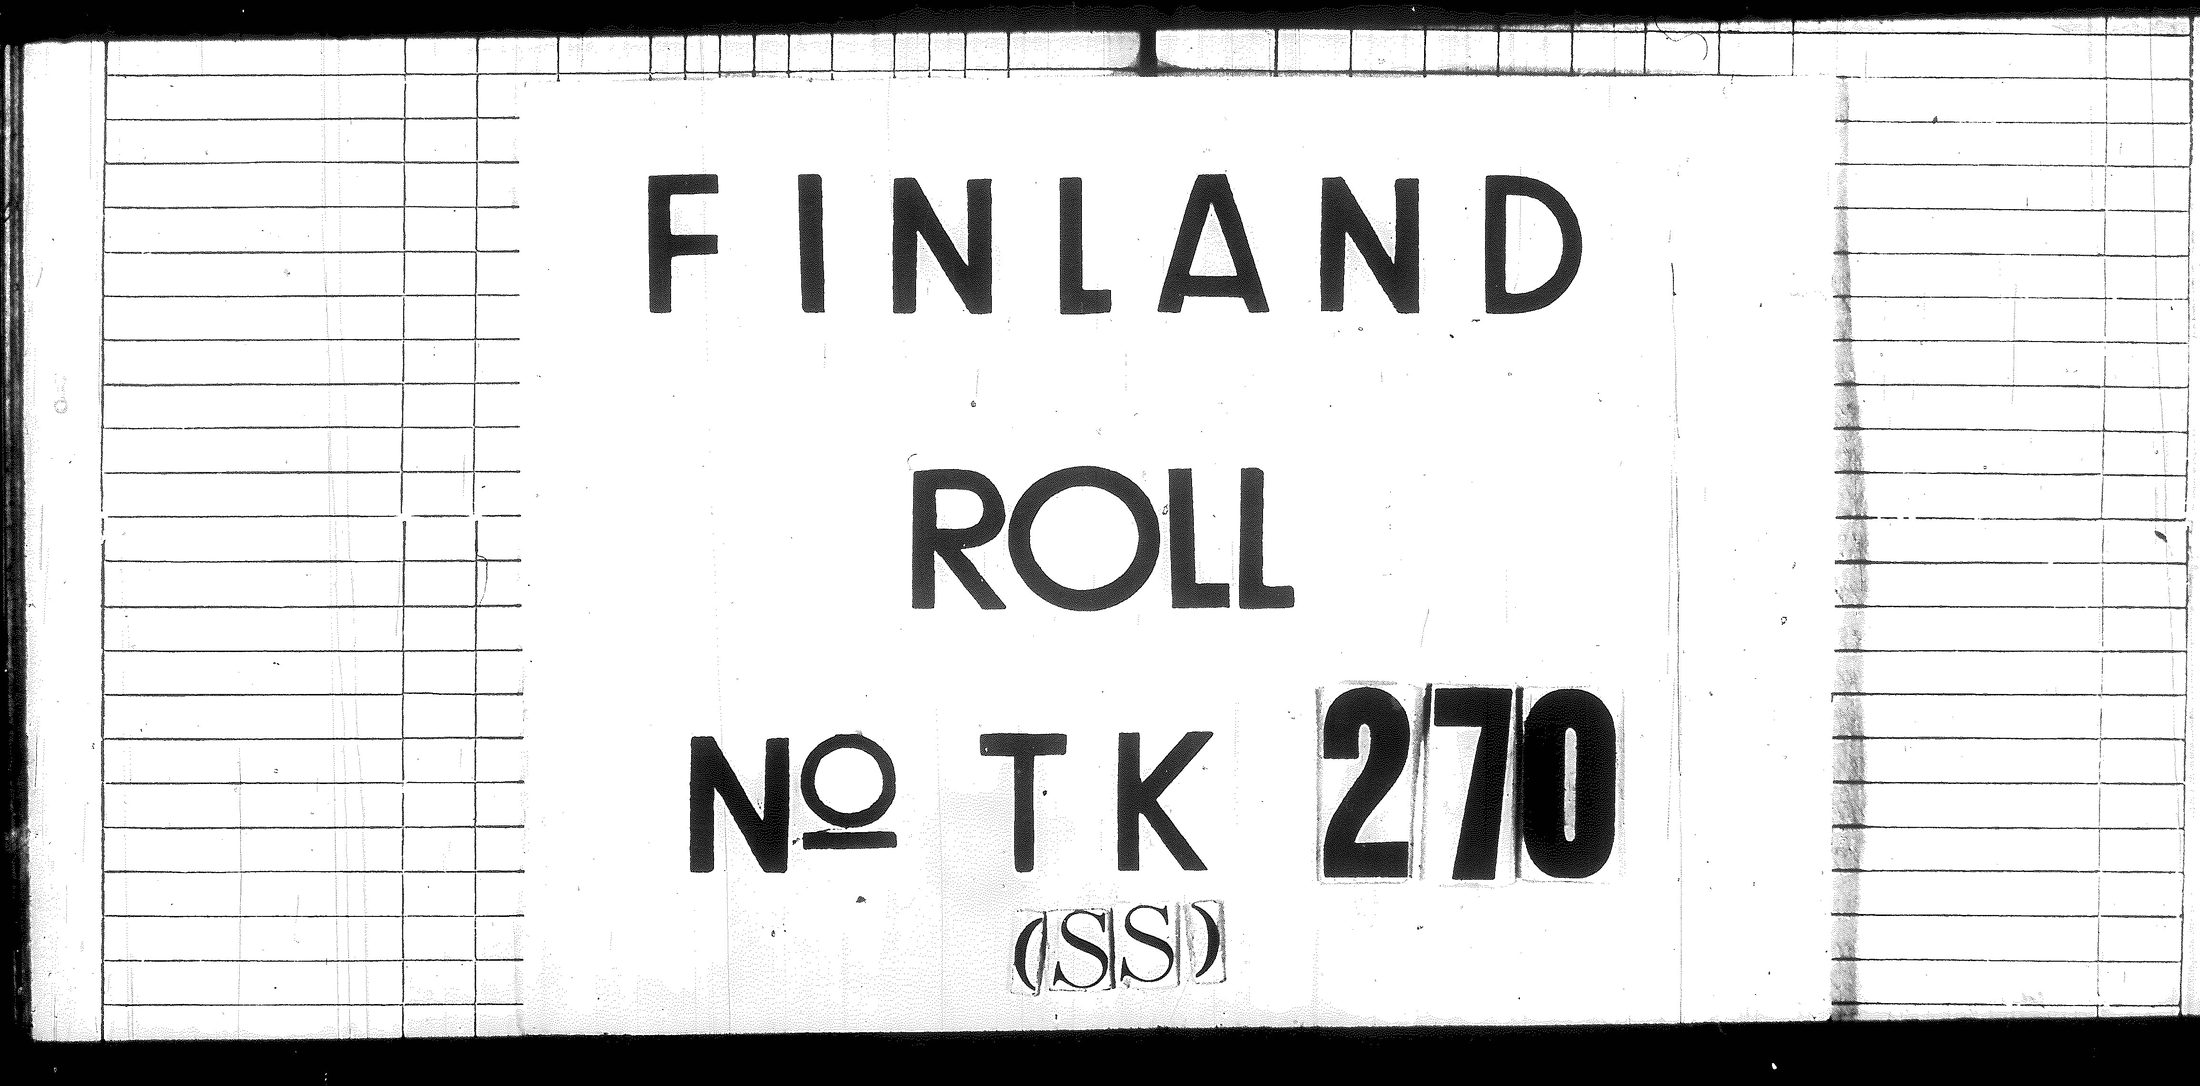 FINLAND
ROLL
Nº TK 270
(SS)